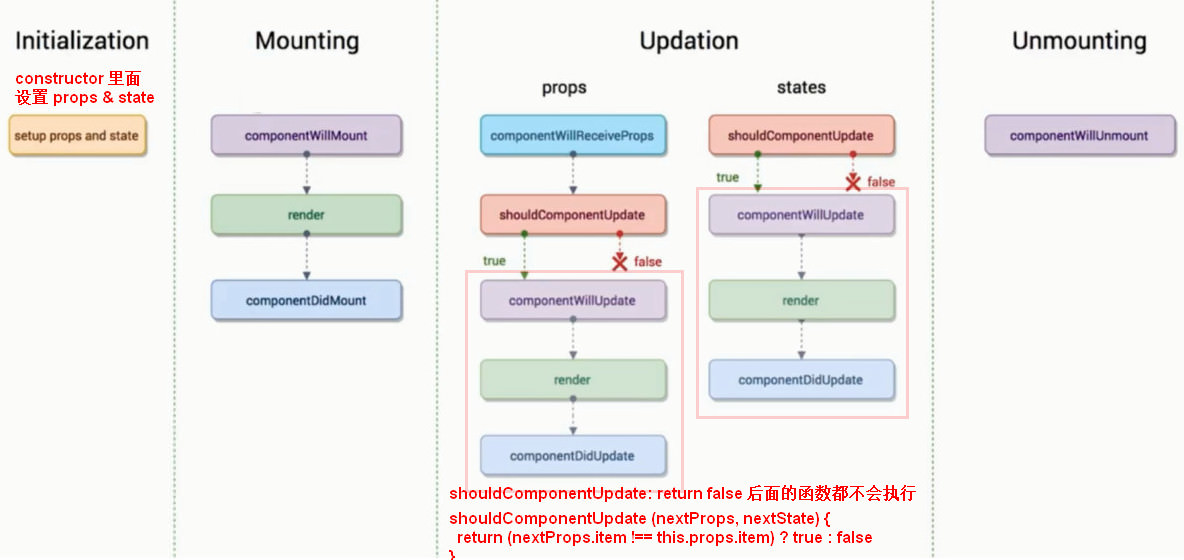 Initialization
constructor 里面
设置 props & state
setup props and state
Mounting
componentWillMount
render
componentDidMount
Updation
props
componentWillReceiveProps
shouldComponentUpdate
true
false
componentWillUpdate
render
componentDidUpdate
states
shouldComponentUpdate
true
false
componentWillUpdate
render
componentDidUpdate
shouldComponentUpdate: return false 后面的函数都不会执行
shouldComponentUpdate (nextProps, nextState) {
return (nextProps.item !== this.props.item) ? true : false
}
Unmounting
componentWillUnmount